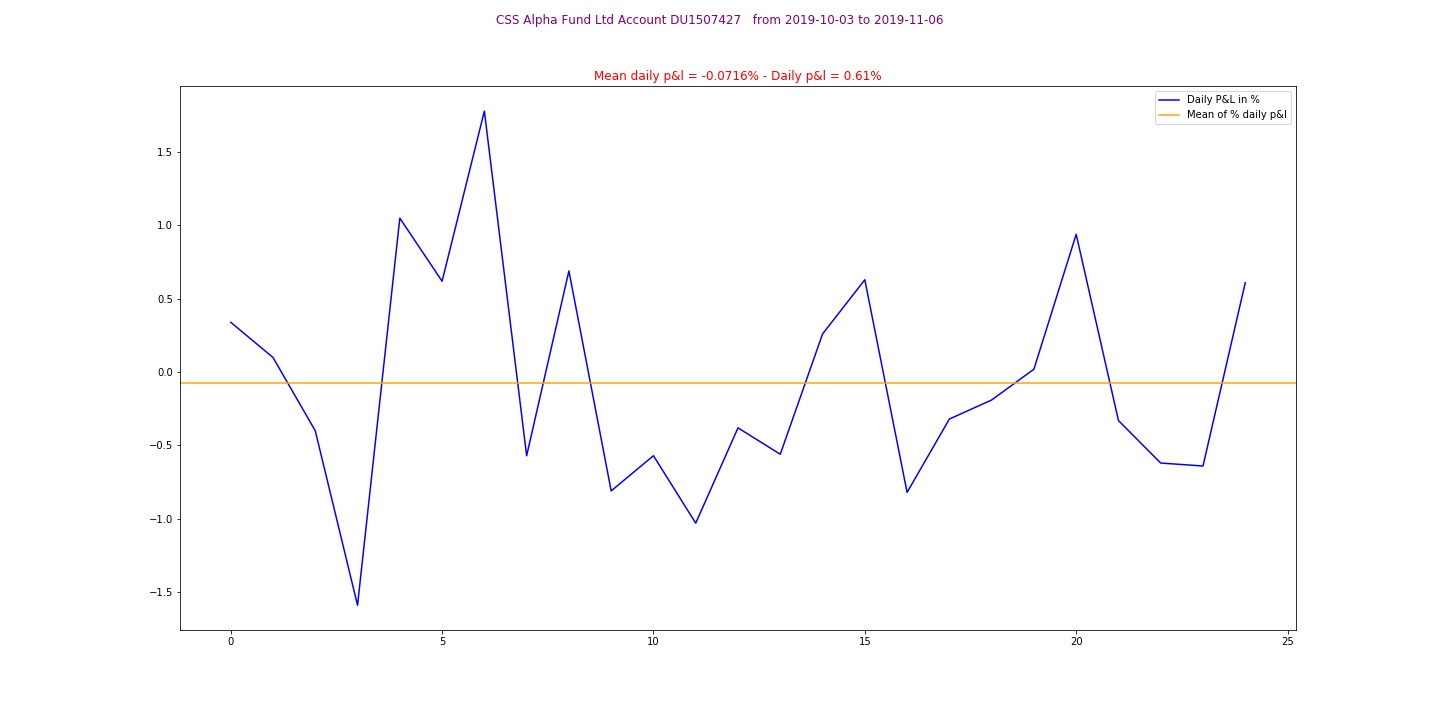 CSS Alpha Fund Ltd Account DU1507427   from 2019-10-03 to 2019-11-06
Mean daily p&l = -0.0716% - Daily p&l = 0.61%
Daily P&L in %
Mean of % daily p&l
1.5
1.0
0.5
0.0
−0.5
−1.0
−1.5
0 5 10 15 20 25